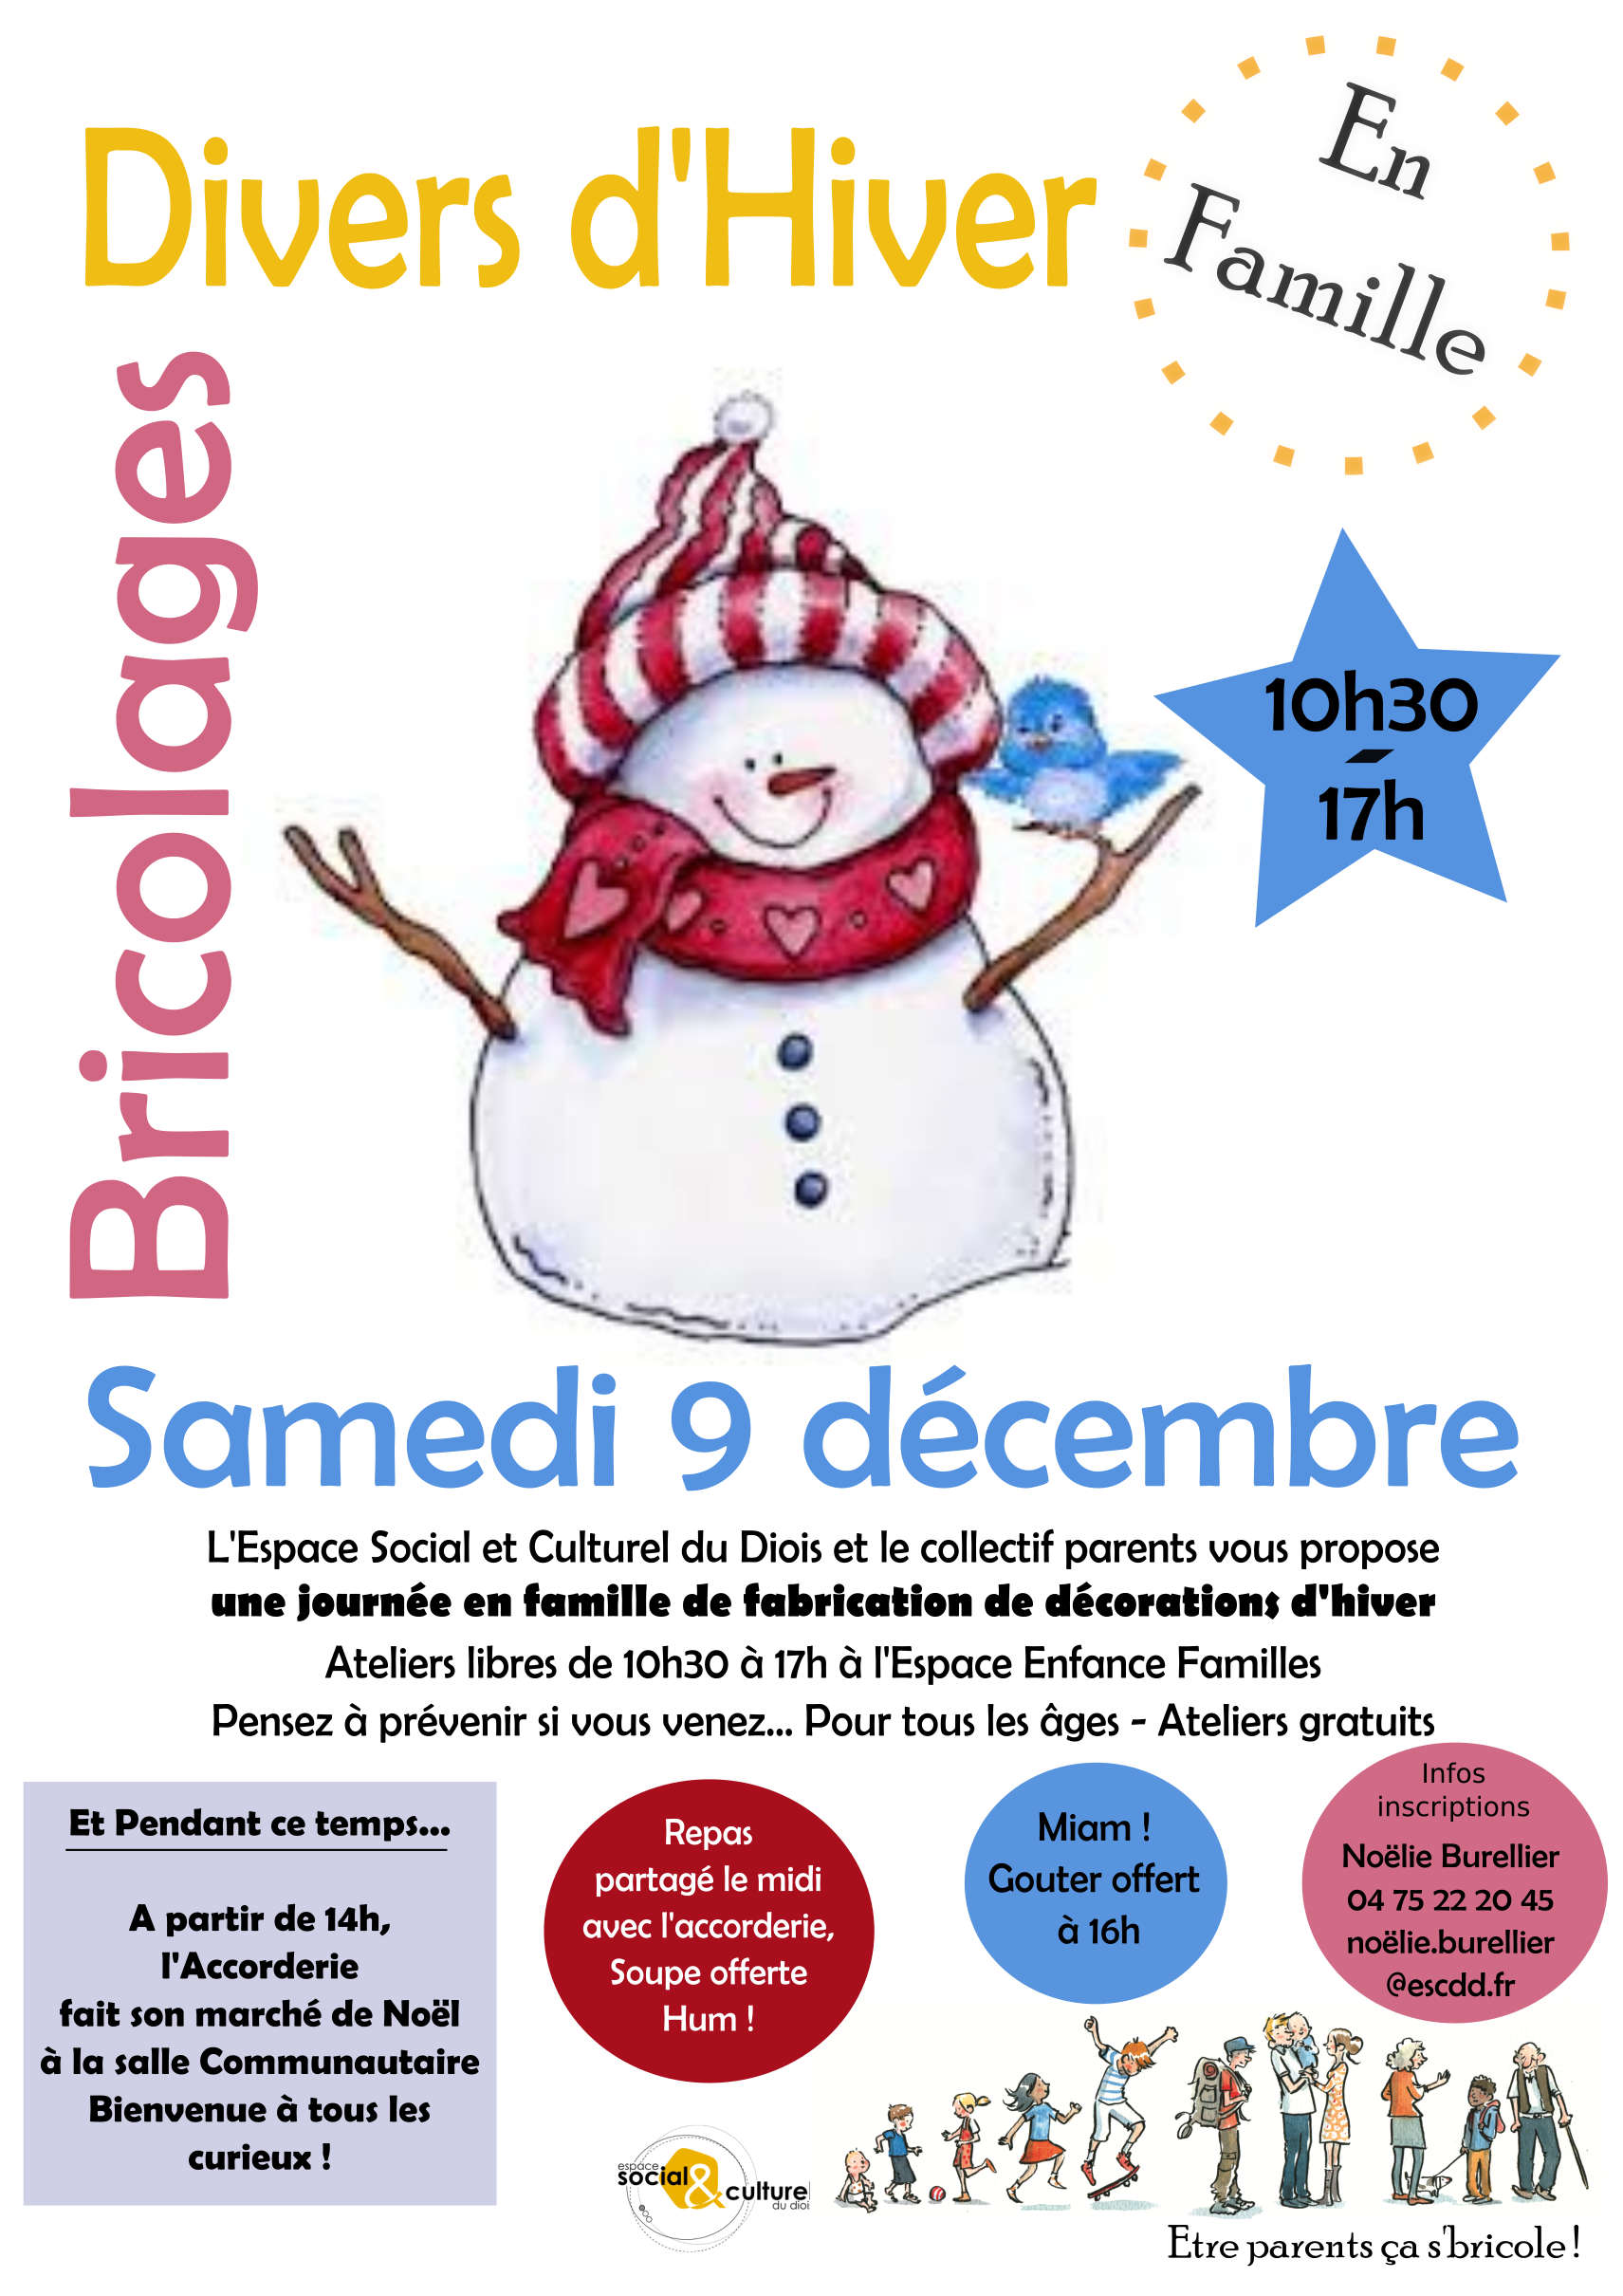 Divers d'Hiver
En
Famille
Bricolages
10h30
-
17h
Samedi 9 décembre
L'Espace Social et Culturel du Diois et le collectif parents vous propose
une journée en famille de fabrication de décorations d'hiver
Ateliers libres de 10h30 à 17h à l'Espace Enfance Familles
Pensez à prévenir si vous venez... Pour tous les âges - Ateliers gratuits
Et Pendant ce temps...
A partir de 14h,
l'Accorderie
fait son marché de Noël
à la salle Communautaire
Bienvenue à tous les
curieux !
Repas
partagé le midi
avec l'accorderie,
Soupe offerte
Hum !
Miam !
Gouter offert
à 16h
Infos
inscriptions
Noëlie Burellier
04 75 22 20 45
noëlie.burellier
@escdd.fr
espace
social & culturel
du dioi
Etre parents ça s'bricole !